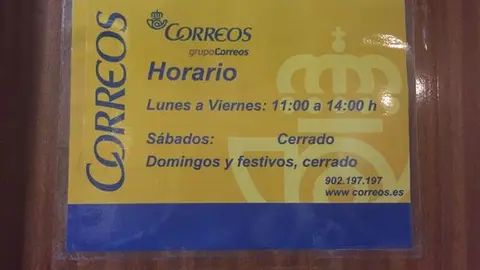 CORREOS
CORREOS
grupoCorreos
Horario
Lunes a Viernes: 11:00 a 14:00 h
Sábados: Cerrado
Domingos y festivos, cerrado
902.197.197
www.correos.es